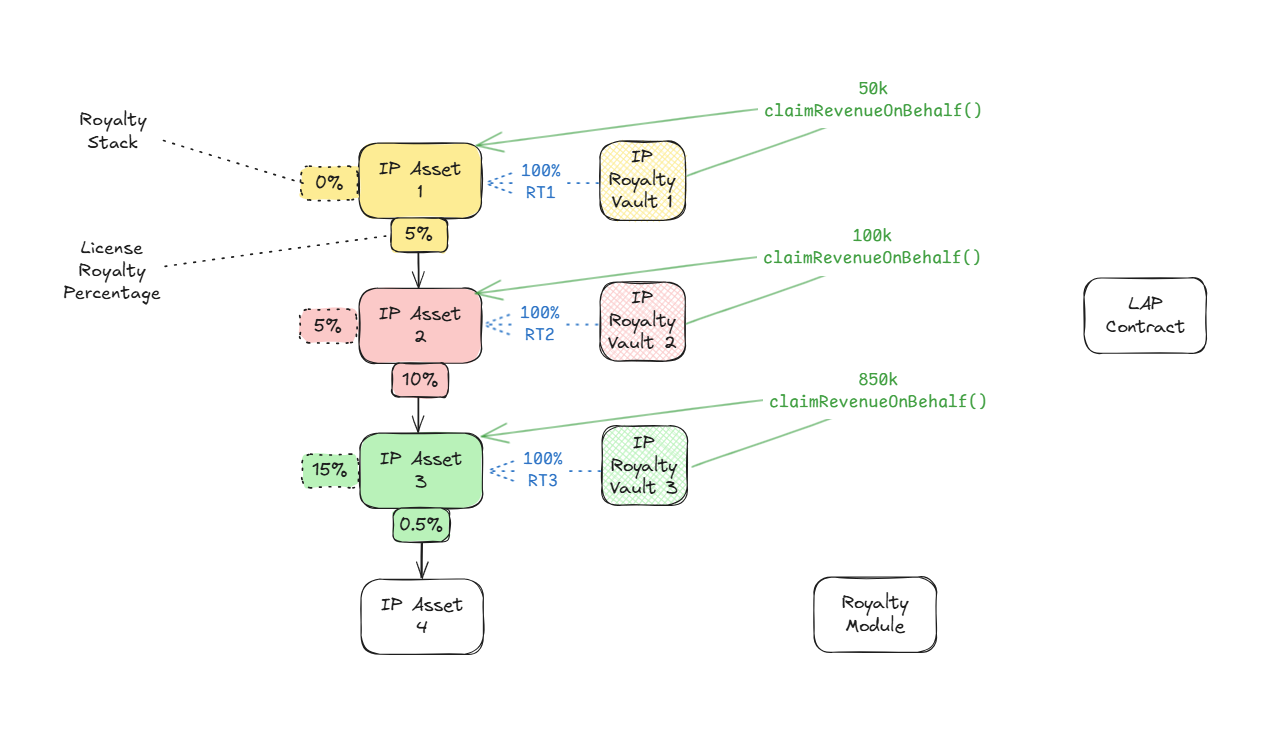 50k
claimRevenueOnBehalf()
Royalty
Stack
IP Asset
1
0%
100%
RT1
IP
Royalty
Vault 1
5%
License
Royalty
Percentage
100k
claimRevenueOnBehalf()
IP Asset
2
5%
100%
RT2
IP
Royalty
Vault 2
LAP
Contract
10%
850k
claimRevenueOnBehalf()
IP Asset
3
15%
100%
RT3
IP
Royalty
Vault 3
0.5%
IP Asset
4
Royalty
Module